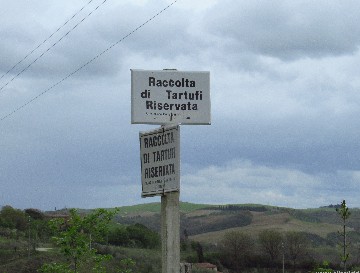 Raccolta
di Tartufi
Riservata
RACCOLTA
DI TARTUFI
RISERVATA